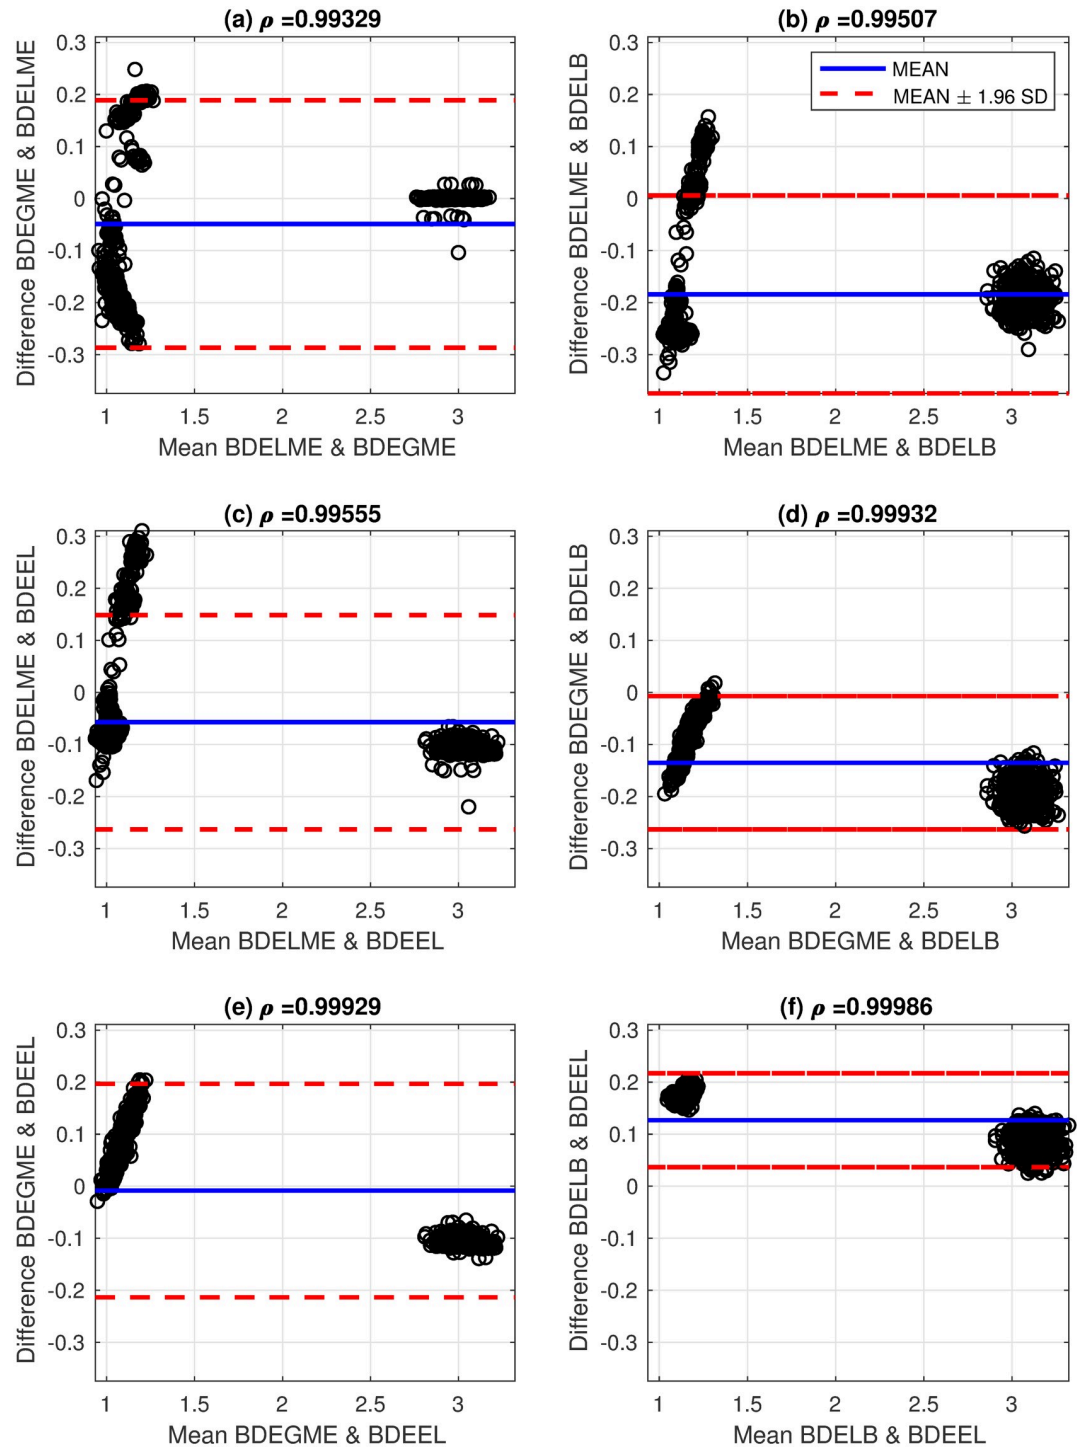 (a) ρ =0.99329
0.3
0.2
0.1
0
-0.1
-0.2
-0.3
Difference BDEGME & BDELME
1 1.5 2 2.5 3
Mean BDELME & BDEGME
(b) ρ =0.99507
MEAN
MEAN ± 1.96 SD
0.3
0.2
0.1
0
-0.1
-0.2
-0.3
Difference BDELME & BDELB
1 1.5 2 2.5 3
Mean BDELME & BDELB
(c) ρ =0.99555
0.3
0.2
0.1
0
-0.1
-0.2
-0.3
Difference BDELME & BDEEL
1 1.5 2 2.5 3
Mean BDELME & BDEEL
(d) ρ =0.99932
0.3
0.2
0.1
0
-0.1
-0.2
-0.3
Difference BDEGME & BDELB
1 1.5 2 2.5 3
Mean BDEGME & BDELB
(e) ρ =0.99929
0.3
0.2
0.1
0
-0.1
-0.2
-0.3
Difference BDEGME & BDEEL
1 1.5 2 2.5 3
Mean BDEGME & BDEEL
(f) ρ =0.99986
0.3
0.2
0.1
0
-0.1
-0.2
-0.3
Difference BDELB & BDEEL
1 1.5 2 2.5 3
Mean BDELB & BDEEL